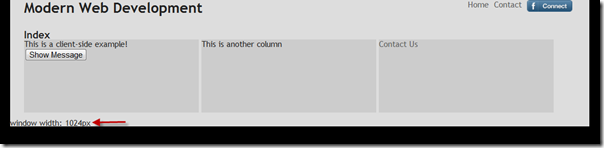 Modern Web Development
Home Contact f Connect
Index
This is a client-side example!
Show Message
This is another column
Contact Us
window width: 1024px